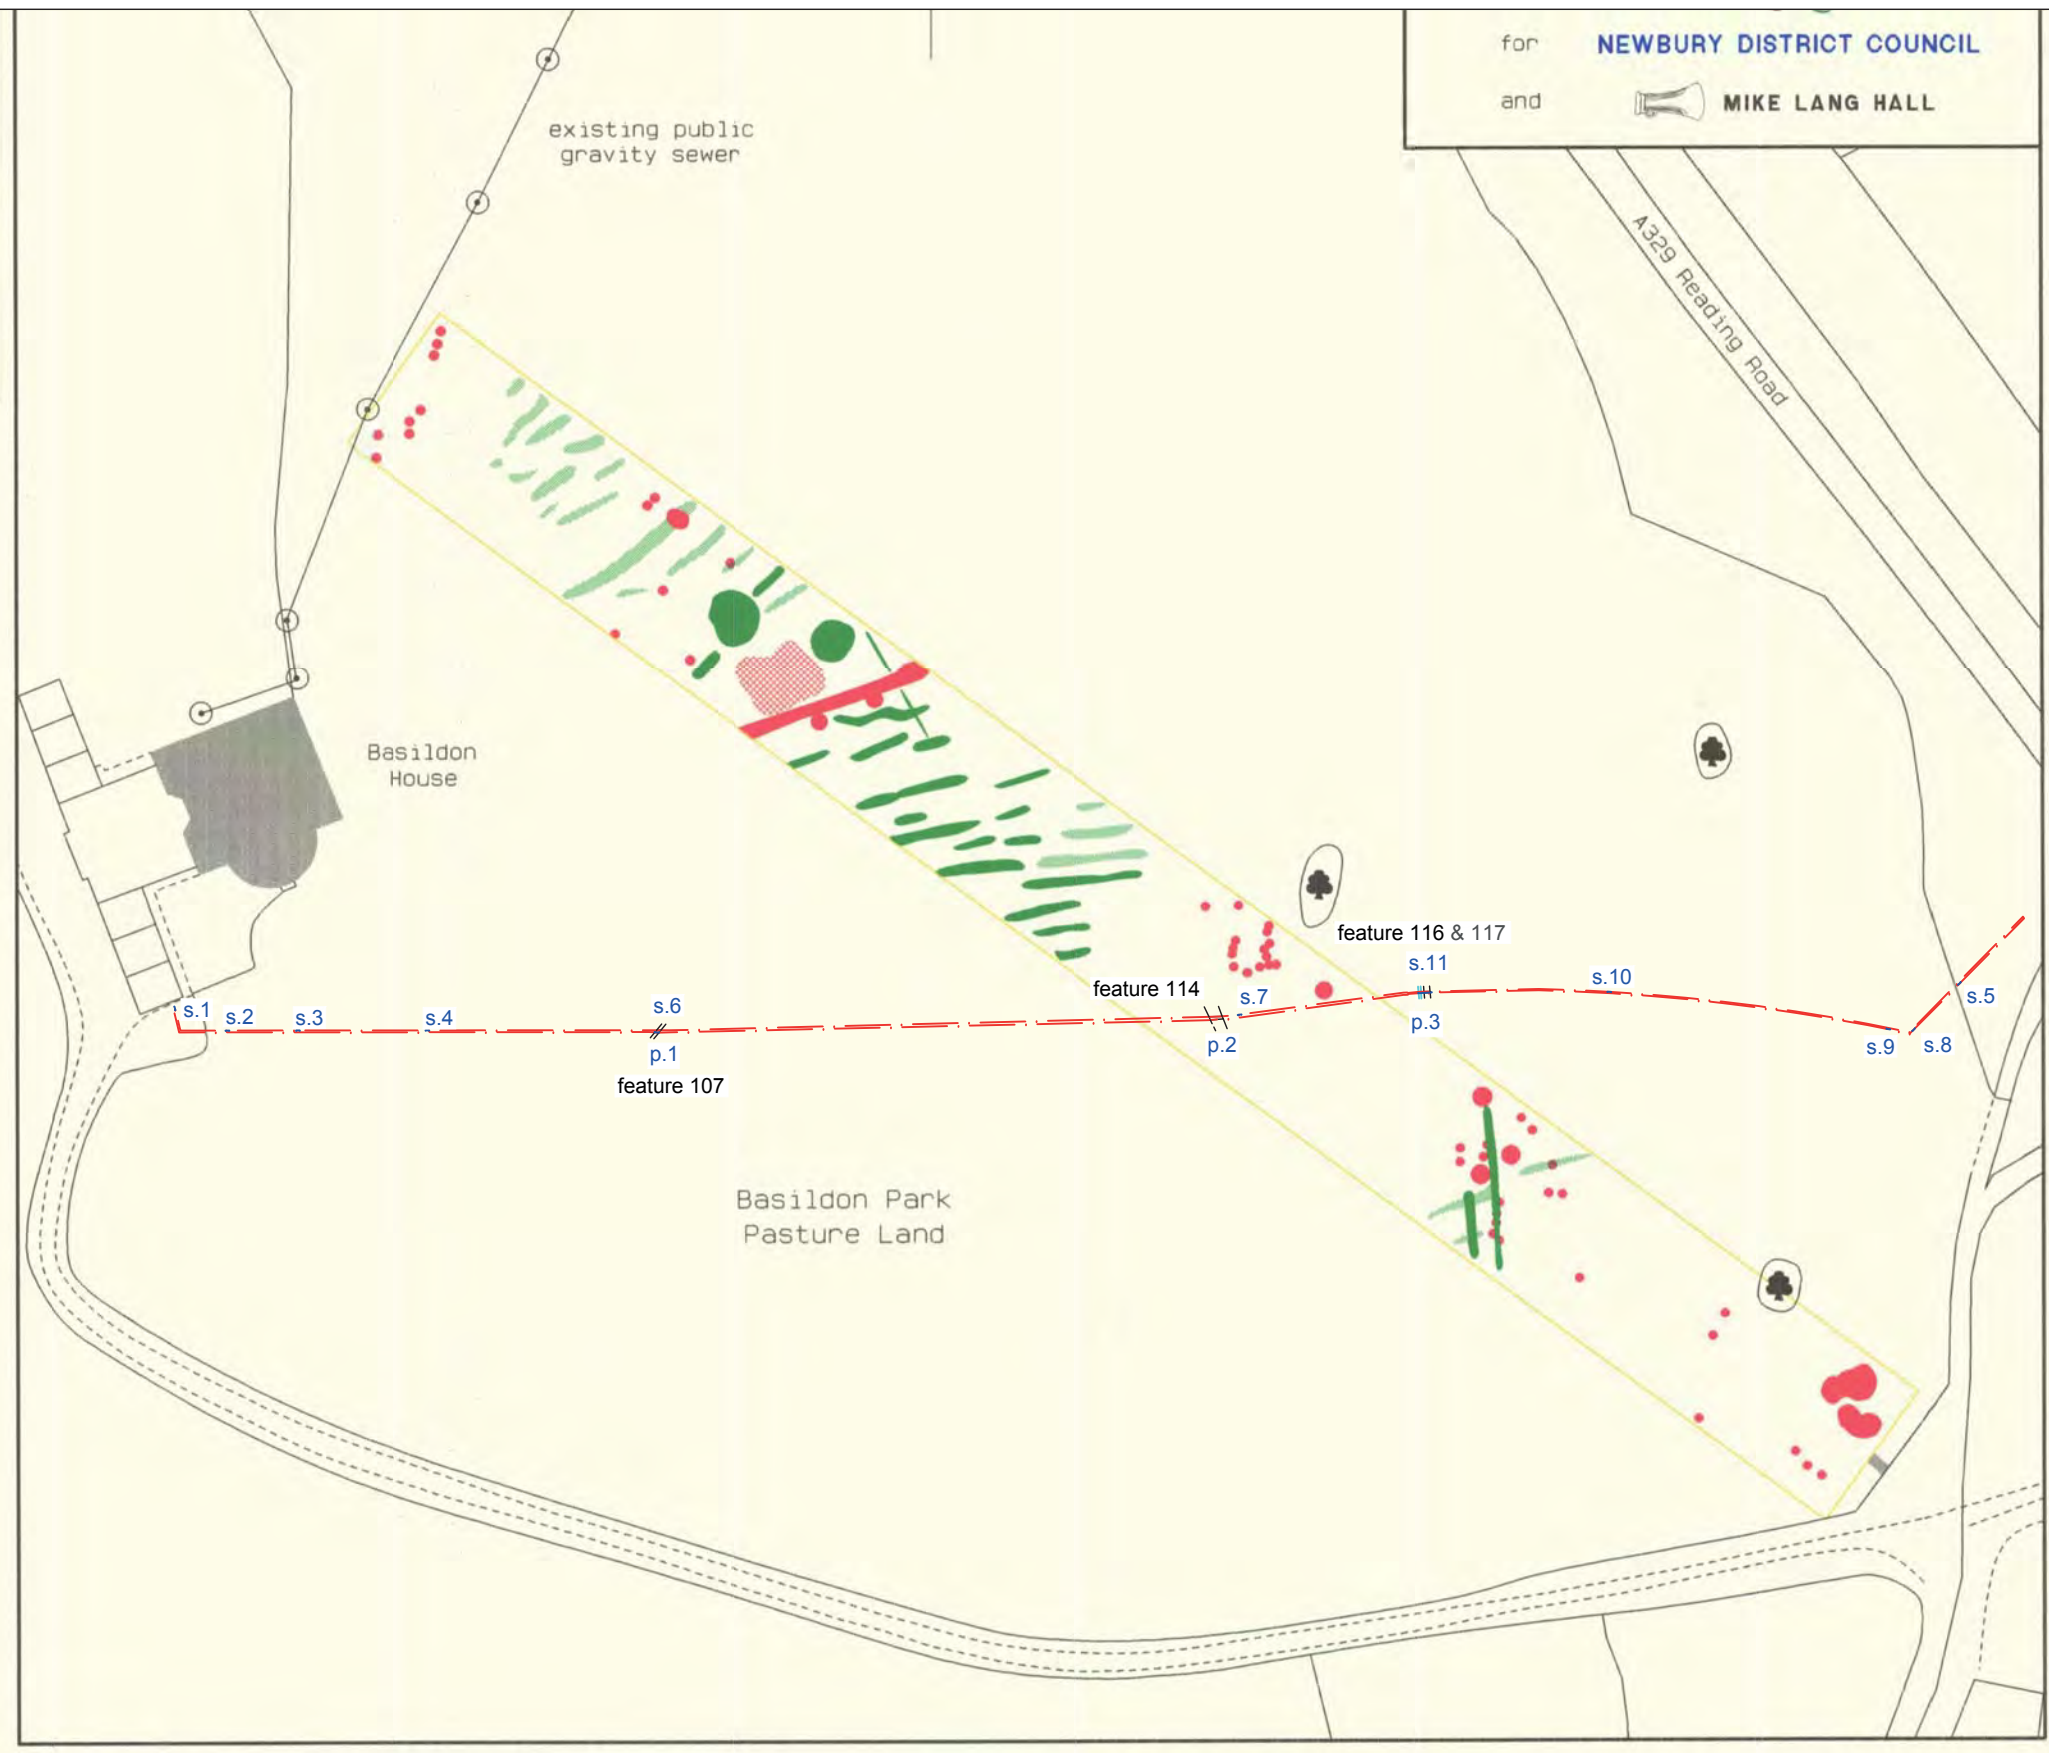 for NEWBURY DISTRICT COUNCIL
and MIKE LANG HALL
existing public
gravity sewer
A329 Reading Road
Basildon
House
feature 116 & 117
s.11
s.10
feature 114
s.7
s.5
s.1
s.2
s.3
s.4
s.6
p.1
p.2
p.3
s.9
s.8
feature 107
Basildon Park
Pasture Land